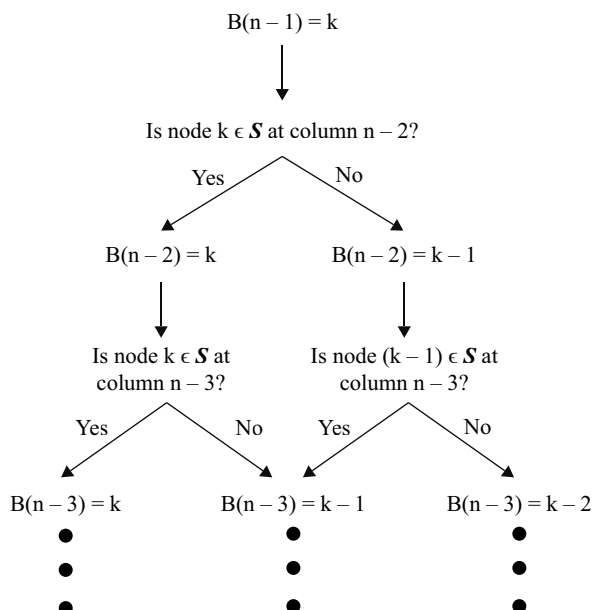 B(n – 1) = k
Is node k ϵ S at column n – 2?
Yes
No
B(n – 2) = k
B(n – 2) = k – 1
Is node k ϵ S at
column n – 3?
Is node (k – 1) ϵ S at
column n – 3?
Yes
No
Yes
No
B(n – 3) = k
B(n – 3) = k – 1
B(n – 3) = k – 2